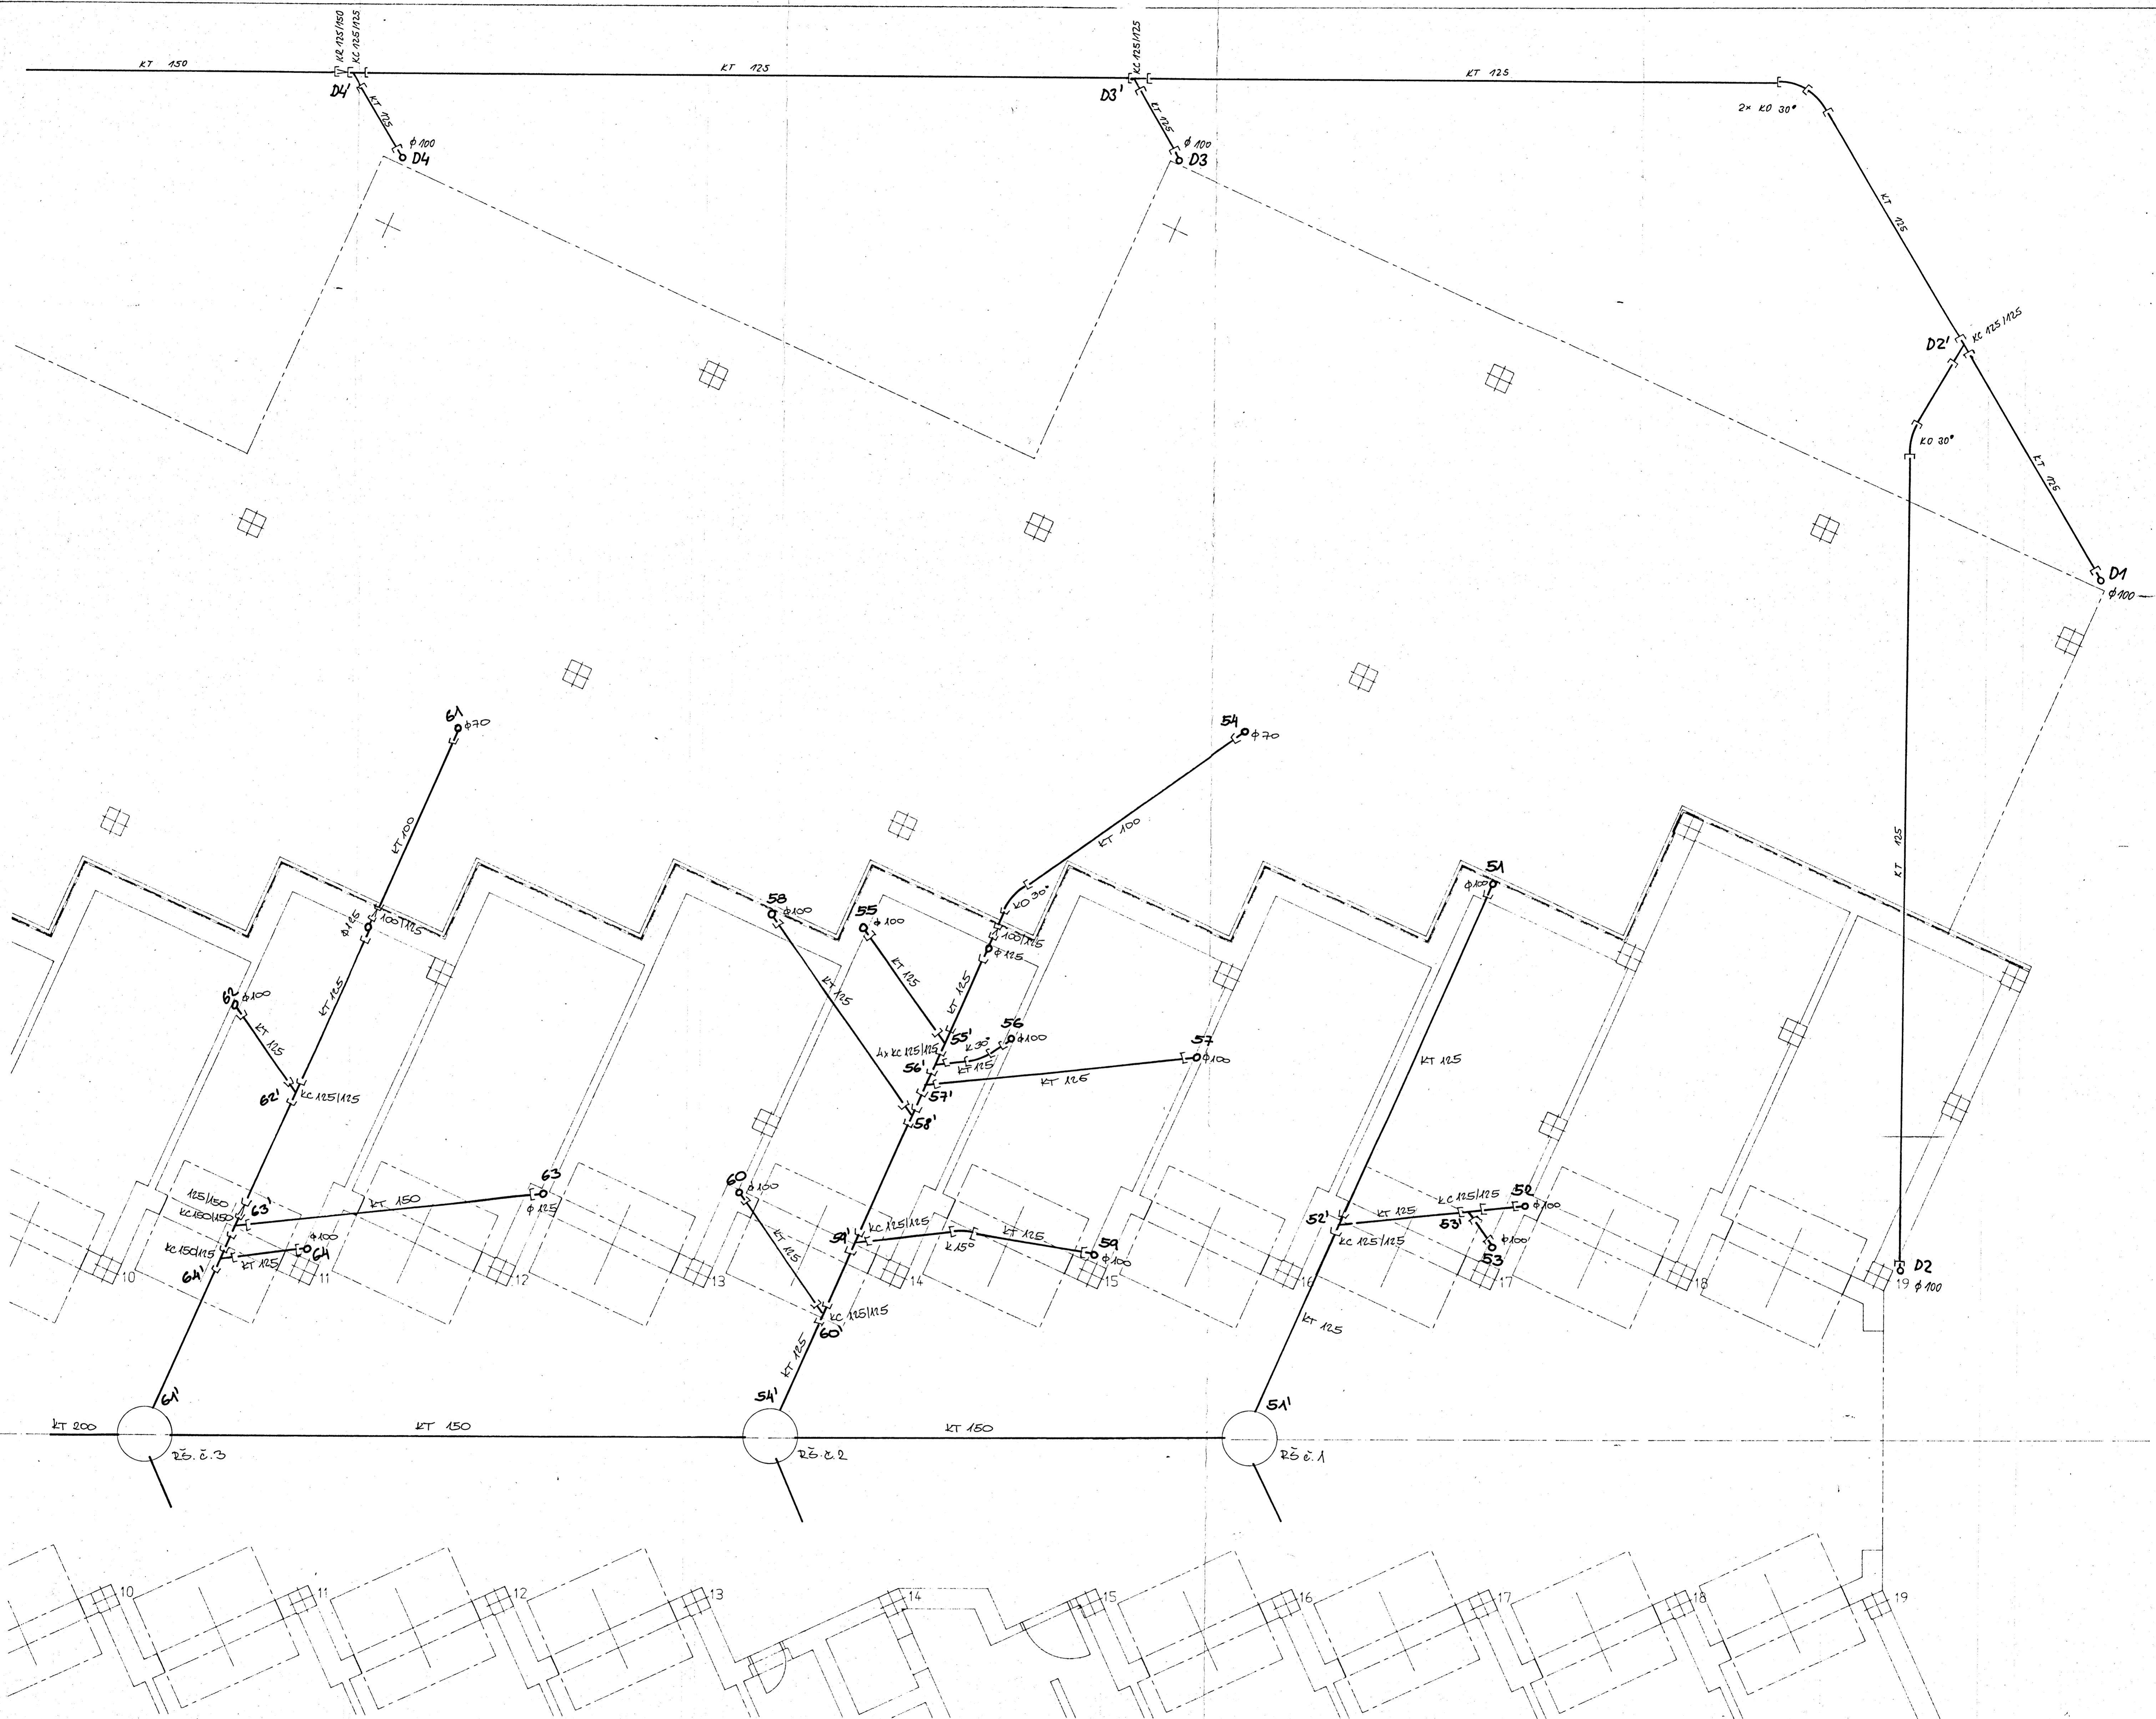 KR 125/150
KC 125/125
KC 125/125
KT 150
KT 125
KT 125
D4'
KT 125
D3'
KT 125
2× KO 30°
φ 100
D4
φ 100
D3
KT 125
D2'
KC 125/125
KO 30°
KT 125
D1
φ 100
61
φ70
54
φ70
KT 100
KT 100
KT 125
51
φ100
KO 30°
58
φ100
55
φ100
φ125
100/125
100/125
φ125
62
φ100
KT 125
KT 125
KT 125
KT 125
KT 125
56
φ100
55'
K 30°
4x KC 125/125
57
φ100
KT 125
56'
KT 125
KT 125
62'
KC 125/125
57'
58'
60
φ100
63
φ 125
KT 150
125/150
KC 150/150
63'
KC 125/125
52
φ100
KT 125
52'
53'
KC 125/125
59'
KC 125/125
K 15°
KT 125
59
φ100
φ100
53
KC 150/125
φ100
64
KT 125
64'
KT 125
D2
φ 100
10
11
12
13
14
15
16
17
18
19
KC 125/125
60'
KT 125
KT 125
61'
54'
51'
KT 200
KT 150
KT 150
RŠ. č. 3
RŠ. č. 2
RŠ č. 1
10
11
12
13
14
15
16
17
18
19